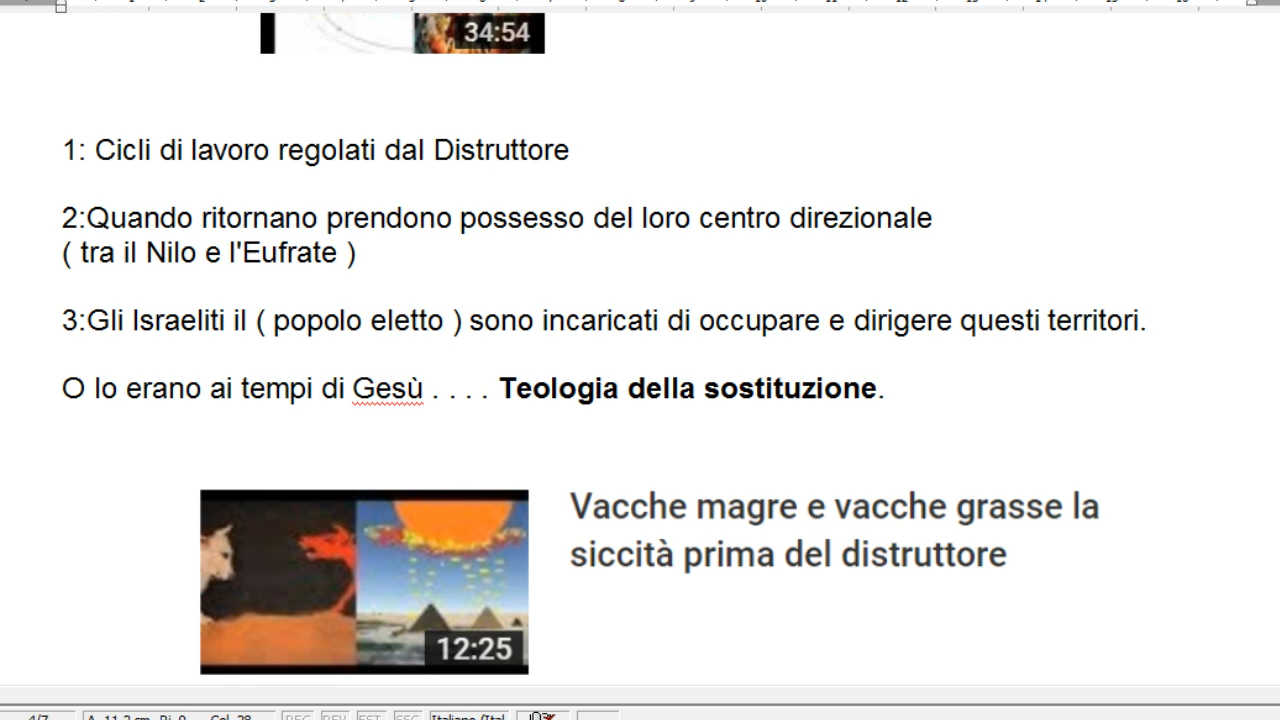 34:54
1: Cicli di lavoro regolati dal Distruttore
2:Quando ritornano prendono possesso del loro centro direzionale
( tra il Nilo e l'Eufrate )
3:Gli Israeliti il ( popolo eletto ) sono incaricati di occupare e dirigere questi territori.
O lo erano ai tempi di Gesù . . . . Teologia della sostituzione.
Vacche magre e vacche grasse la
siccità prima del distruttore
12:25